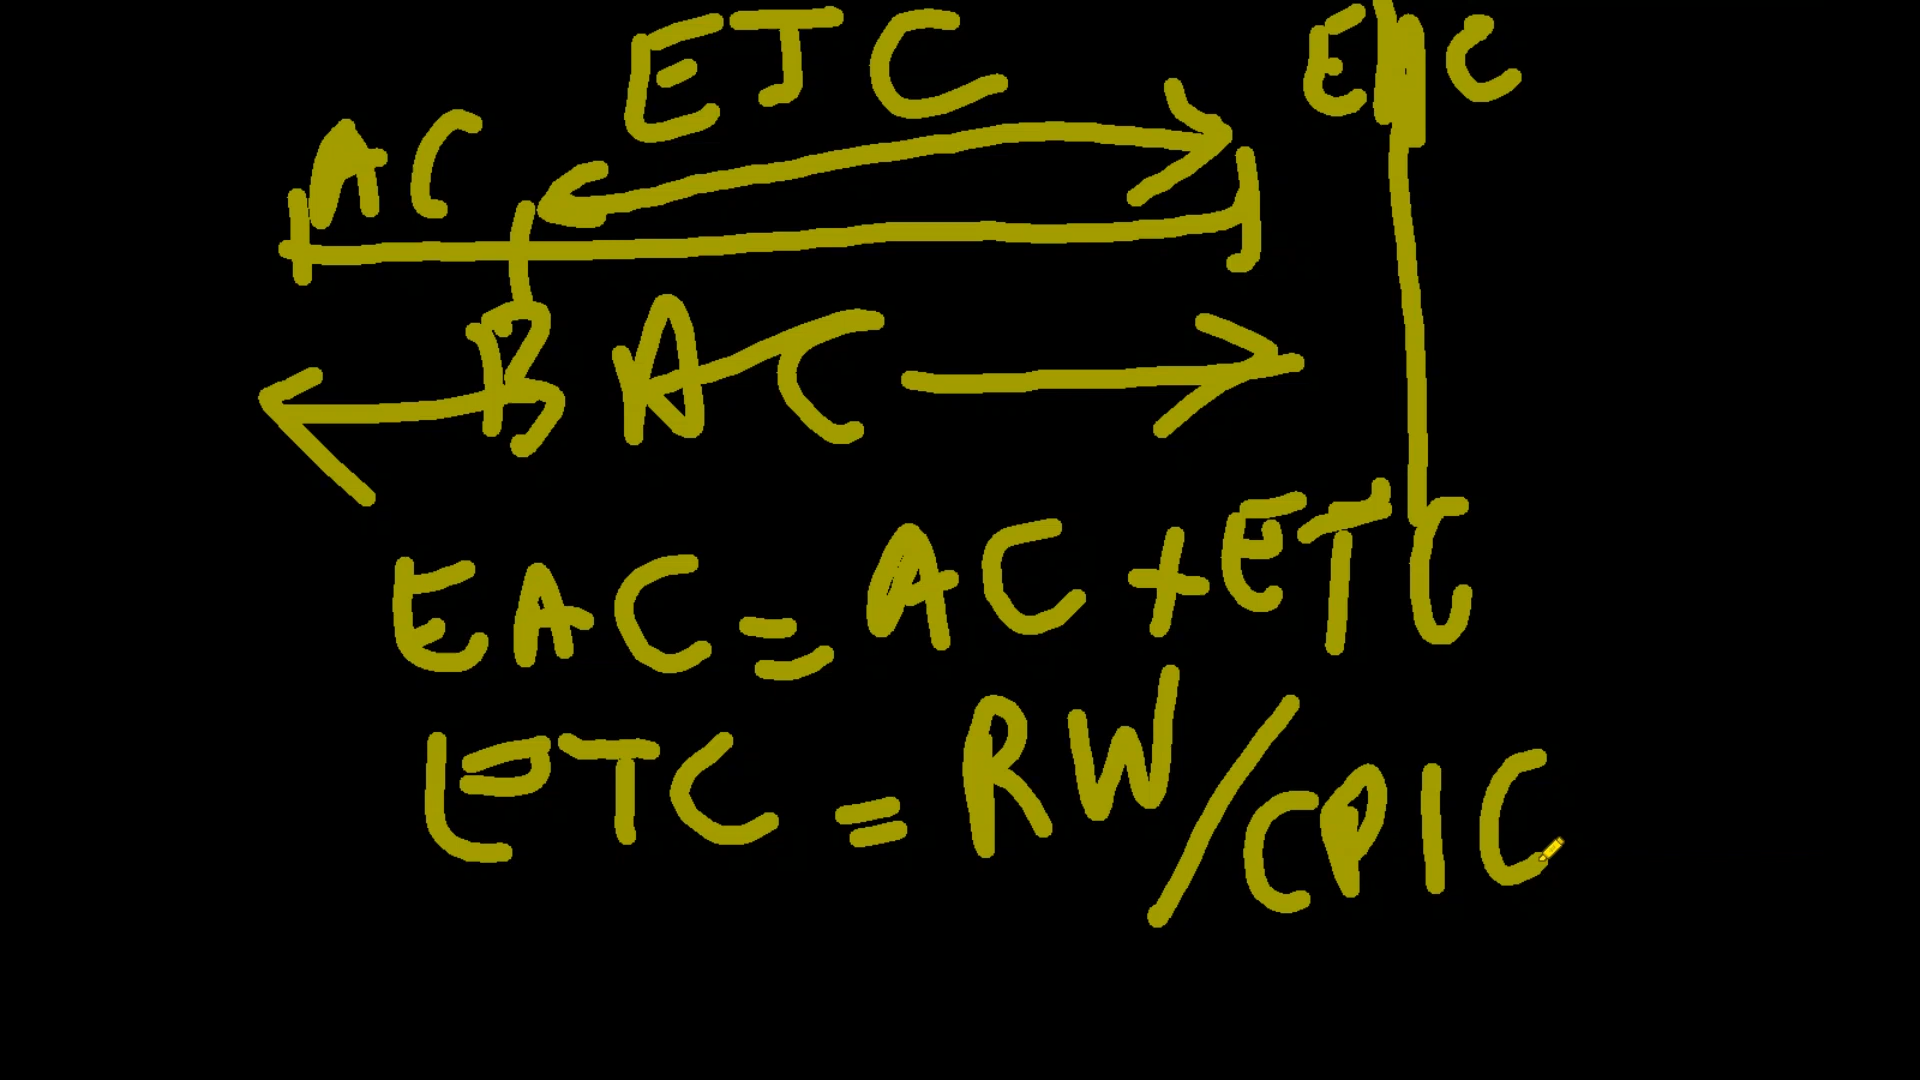 ETC EAC
AC
BAC
EAC = AC + ETC
ETC = RW/CPIC